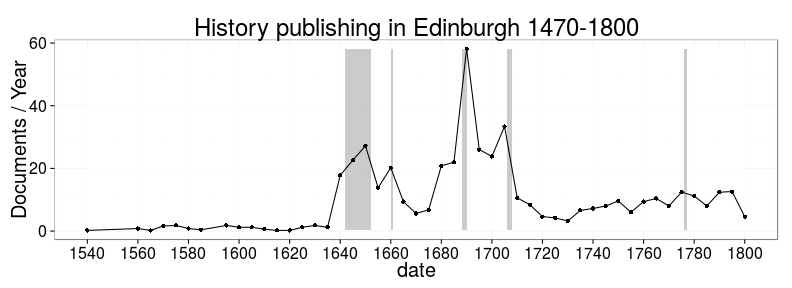 History publishing in Edinburgh 1470-1800
Documents / Year
60
40
20
0
1540 1560 1580 1600 1620 1640 1660 1680 1700 1720 1740 1760 1780 1800
date